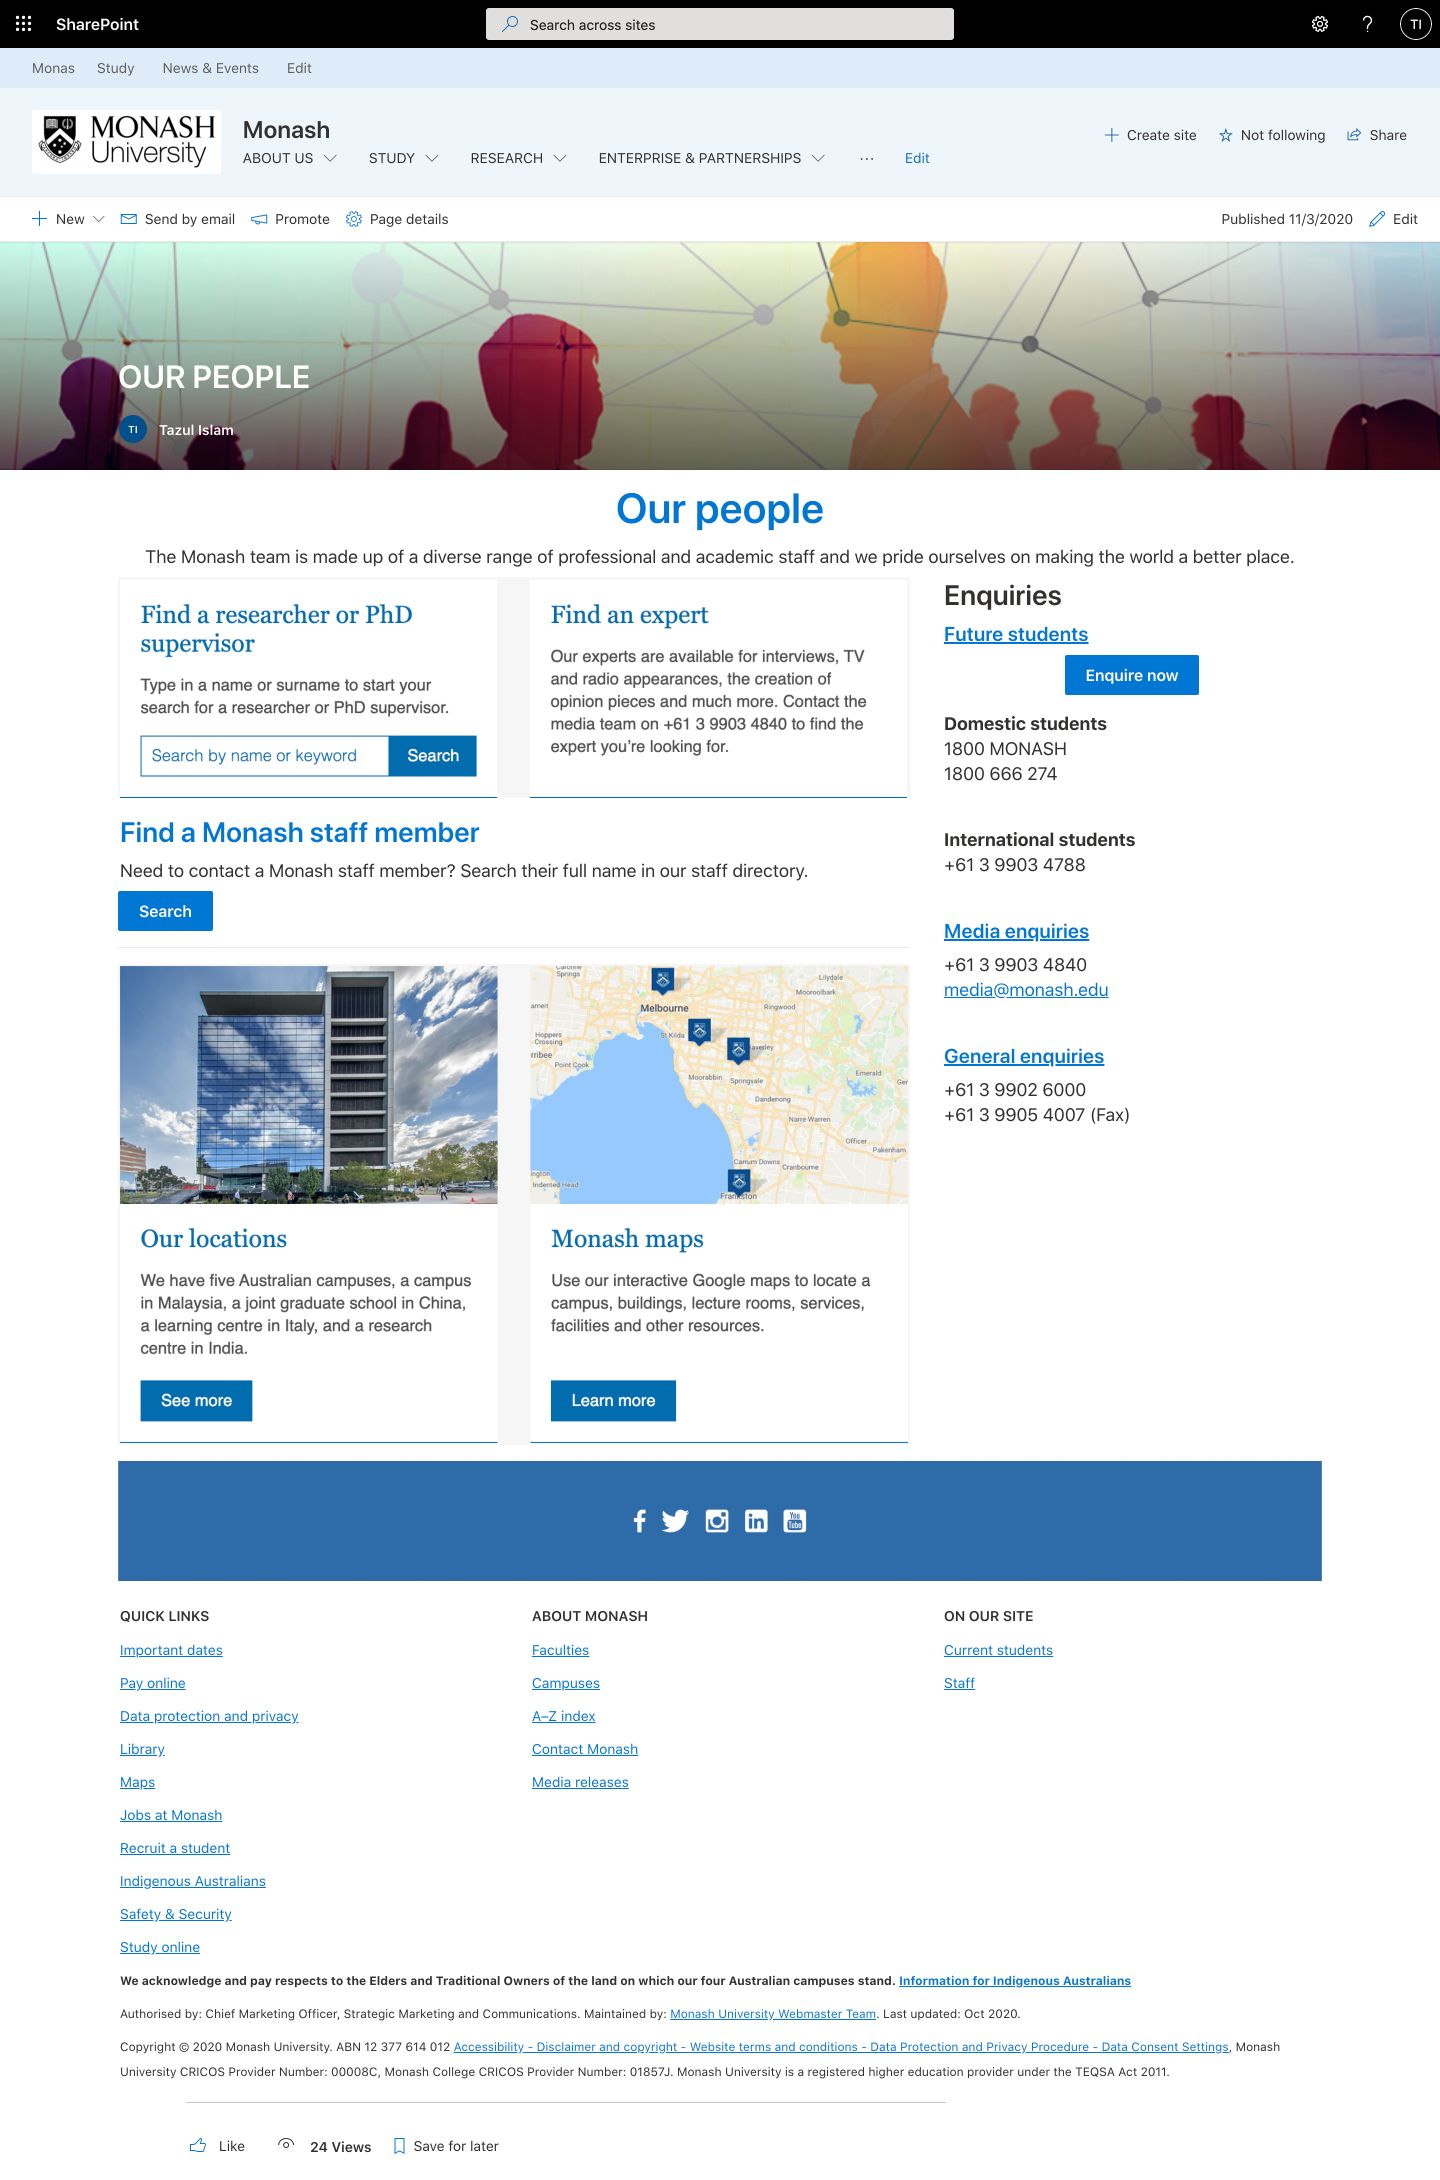 SharePoint
Search across sites
TI
Monas Study News & Events Edit
MONASH
University
Monash
ABOUT US STUDY RESEARCH ENTERPRISE & PARTNERSHIPS ··· Edit
Create site Not following Share
New Send by email Promote Page details
Published 11/3/2020 Edit
OUR PEOPLE
TI Tazul Islam
Our people
The Monash team is made up of a diverse range of professional and academic staff and we pride ourselves on making the world a better place.
Find a researcher or PhD
supervisor
Type in a name or surname to start your
search for a researcher or PhD supervisor.
Search by name or keyword Search
Find an expert
Our experts are available for interviews, TV
and radio appearances, the creation of
opinion pieces and much more. Contact the
media team on +61 3 9903 4840 to find the
expert you're looking for.
Find a Monash staff member
Need to contact a Monash staff member? Search their full name in our staff directory.
Search
Caroline
Springs
Melbourne
St Kilda
Hoppers
Crossing
Point Cook
Moorabbin
Springvale
Dandenong
Lilydale
Mooroolbark
Ringwood
Emerald
Narre Warren
Officer
Pakenham
Carrum Downs
Cranbourne
Indented Head
Frankston
Our locations
We have five Australian campuses, a campus
in Malaysia, a joint graduate school in China,
a learning centre in Italy, and a research
centre in India.
See more
Monash maps
Use our interactive Google maps to locate a
campus, buildings, lecture rooms, services,
facilities and other resources.
Learn more
Enquiries
Future students
Enquire now
Domestic students
1800 MONASH
1800 666 274
International students
+61 3 9903 4788
Media enquiries
+61 3 9903 4840
media@monash.edu
General enquiries
+61 3 9902 6000
+61 3 9905 4007 (Fax)
You
Tube
QUICK LINKS
Important dates
Pay online
Data protection and privacy
Library
Maps
Jobs at Monash
Recruit a student
Indigenous Australians
Safety & Security
Study online
ABOUT MONASH
Faculties
Campuses
A–Z index
Contact Monash
Media releases
ON OUR SITE
Current students
Staff
We acknowledge and pay respects to the Elders and Traditional Owners of the land on which our four Australian campuses stand. Information for Indigenous Australians
Authorised by: Chief Marketing Officer, Strategic Marketing and Communications. Maintained by: Monash University Webmaster Team. Last updated: Oct 2020.
Copyright © 2020 Monash University. ABN 12 377 614 012 Accessibility - Disclaimer and copyright - Website terms and conditions - Data Protection and Privacy Procedure - Data Consent Settings, Monash
University CRICOS Provider Number: 00008C, Monash College CRICOS Provider Number: 01857J. Monash University is a registered higher education provider under the TEQSA Act 2011.
Like 24 Views Save for later